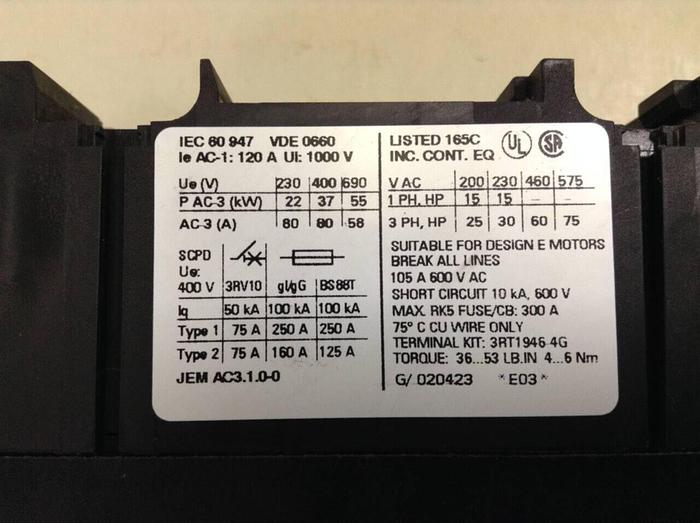 IEC 60 947 VDE 0660
Ie AC-1: 120 A Ui: 1000 V
Ue (V) 230 400 690
P AC-3 (kW) 22 37 55
AC-3 (A) 80 80 58
SCPD
Ue:
400 V 3RV10 gl/gG BS88T
Iq 50 kA 100 kA 100 kA
Type 1 75 A 250 A 250 A
Type 2 75 A 160 A 125 A
JEM AC3.1.0-0
LISTED 165C UL SA
INC. CONT. EQ
V AC 200 230 460 575
1 PH, HP 15 15 – –
3 PH, HP 25 30 60 75
SUITABLE FOR DESIGN E MOTORS
BREAK ALL LINES
105 A 600 V AC
SHORT CIRCUIT 10 kA, 600 V
MAX. RK5 FUSE/CB: 300 A
75° C CU WIRE ONLY
TERMINAL KIT: 3RT1946-4G
TORQUE: 36...53 LB.IN 4...6 Nm
G/ 020423 *E03*